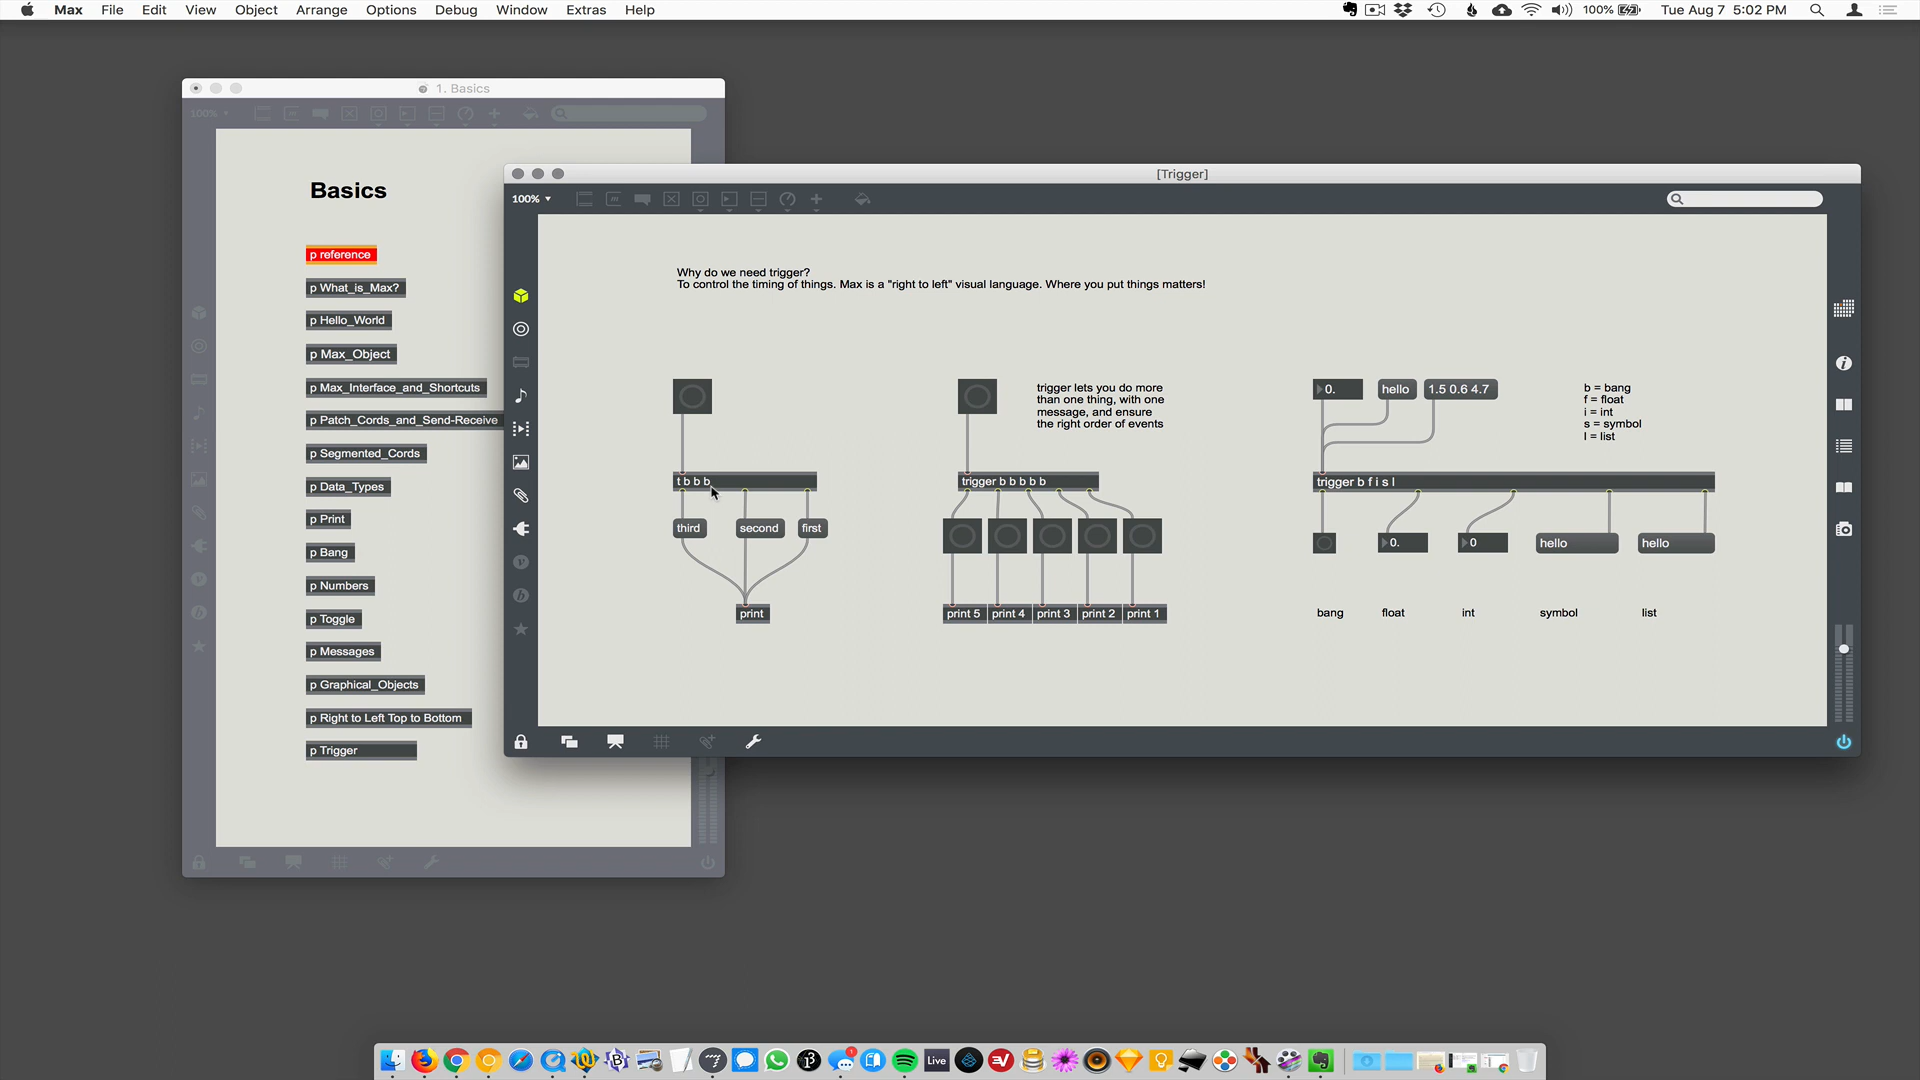 Max File Edit View Object Arrange Options Debug Window Extras Help
100% Tue Aug 7 5:02 PM
1. Basics
100%
Basics
p reference
p What_is_Max?
p Hello_World
p Max_Object
p Max_Interface_and_Shortcuts
p Patch_Cords_and_Send-Receive
p Segmented_Cords
p Data_Types
p Print
p Bang
p Numbers
p Toggle
p Messages
p Graphical_Objects
p Right to Left Top to Bottom
p Trigger
[Trigger]
100%
Why do we need trigger?
To control the timing of things. Max is a "right to left" visual language. Where you put things matters!
t b b b
third second first
print
trigger lets you do more
than one thing, with one
message, and ensure
the right order of events
trigger b b b b b
print 5 print 4 print 3 print 2 print 1
0. hello 1.5 0.6 4.7
b = bang
f = float
i = int
s = symbol
l = list
trigger b f i s l
0. 0 hello hello
bang float int symbol list
Live